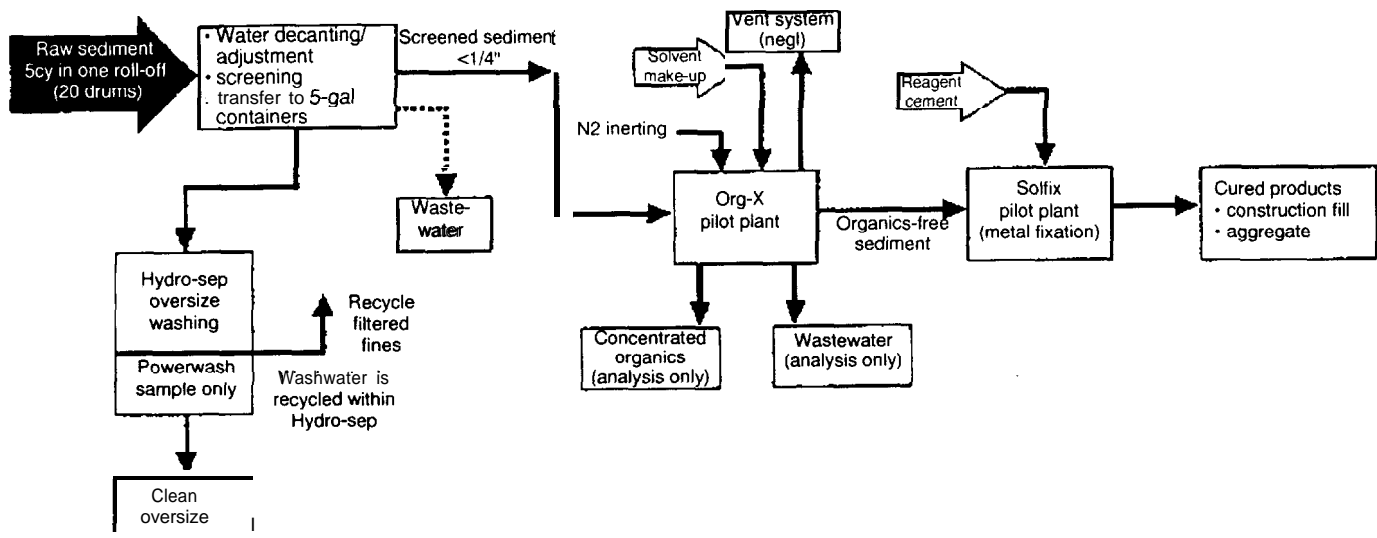 Raw sediment
5cy in one roll-off
(20 drums)
· Water decanting/
adjustment
• screening
. transfer to 5-gal
containers
Screened sediment
<1/4"
Waste-
water
Hydro-sep
oversize
washing
Powerwash
sample only
Recycle
filtered
fines
Washwater is
recycled within
Hydro-sep
Clean
oversize
N2 inerting
Solvent
make-up
Vent system
(negl)
Org-X
pilot plant
Concentrated
organics
(analysis only)
Wastewater
(analysis only)
Organics-free
sediment
Reagent
cement
Solfix
pilot plant
(metal fixation)
Cured products
· construction fill
• aggregate